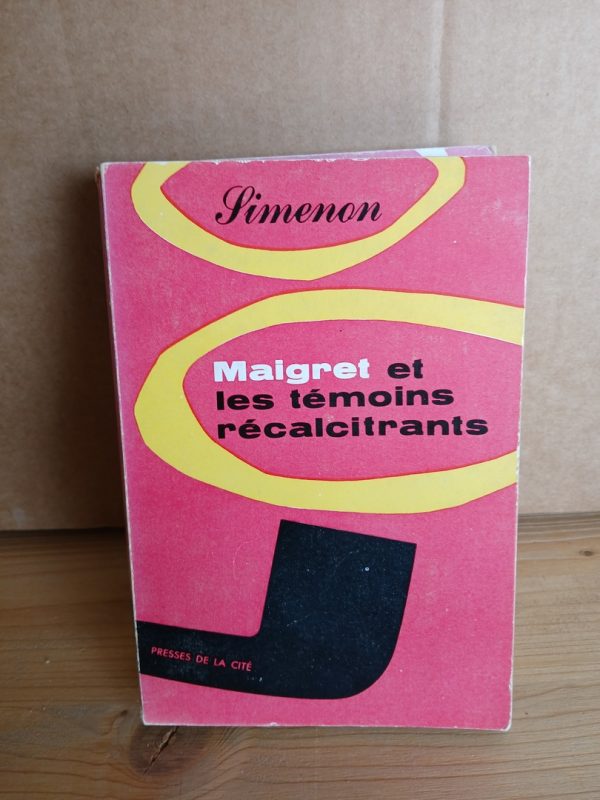 Simenon
Maigret et
les témoins
récalcitrants
PRESSES DE LA CITÉ